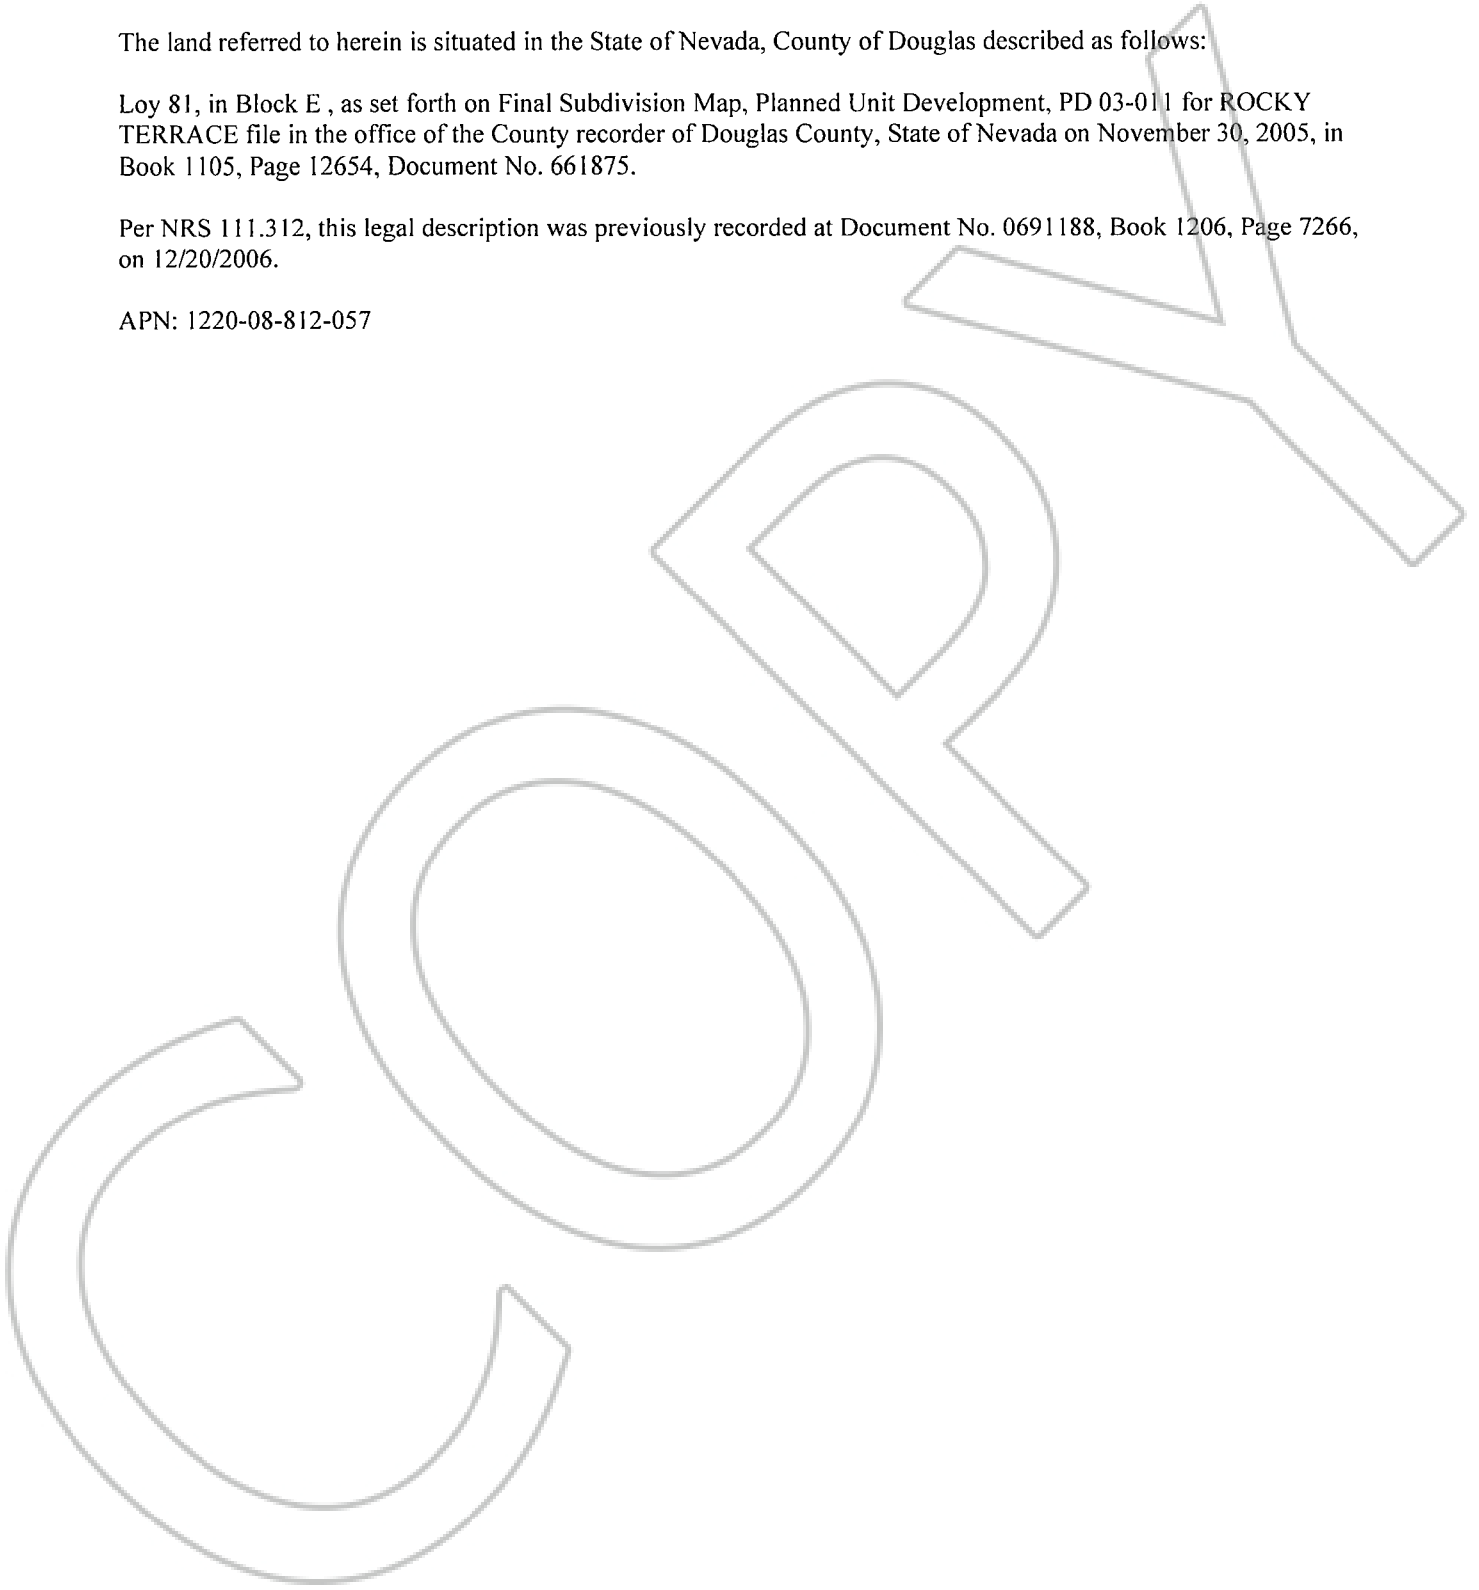 The land referred to herein is situated in the State of Nevada, County of Douglas described as follows:
Loy 81, in Block E , as set forth on Final Subdivision Map, Planned Unit Development, PD 03-011 for ROCKY
TERRACE file in the office of the County recorder of Douglas County, State of Nevada on November 30, 2005, in
Book 1105, Page 12654, Document No. 661875.
Per NRS 111.312, this legal description was previously recorded at Document No. 0691188, Book 1206, Page 7266,
on 12/20/2006.
APN: 1220-08-812-057
COPY